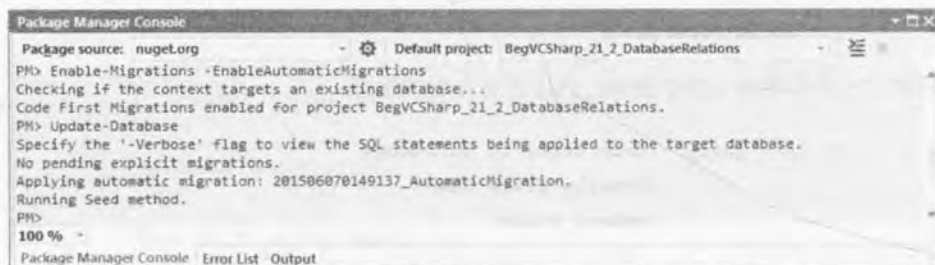 Package Manager Console
Package source: nuget.org Default project: BegVCSharp_21_2_DatabaseRelations
PM> Enable-Migrations -EnableAutomaticMigrations
Checking if the context targets an existing database...
Code First Migrations enabled for project BegVCSharp_21_2_DatabaseRelations.
PM> Update-Database
Specify the '-Verbose' flag to view the SQL statements being applied to the target database.
No pending explicit migrations.
Applying automatic migration: 201506070149137_AutomaticMigration.
Running Seed method.
PM>
100 %
Package Manager Console Error List Output